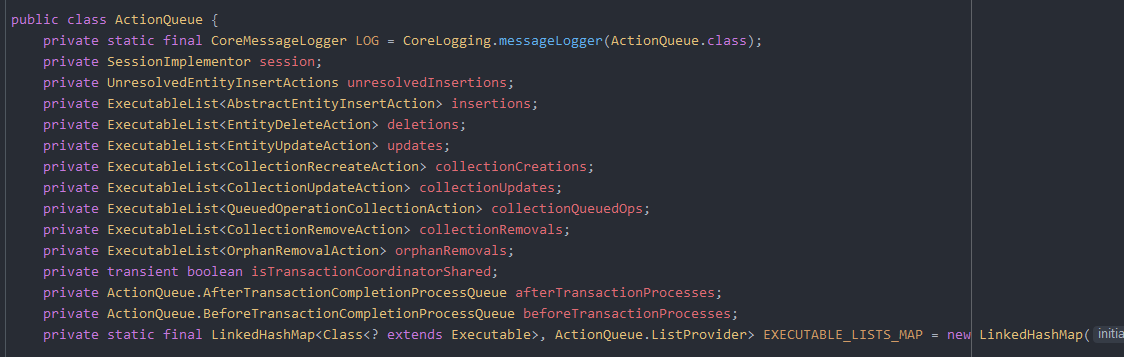 public class ActionQueue {
    private static final CoreMessageLogger LOG = CoreLogging.messageLogger(ActionQueue.class);
    private SessionImplementor session;
    private UnresolvedEntityInsertActions unresolvedInsertions;
    private ExecutableList<AbstractEntityInsertAction> insertions;
    private ExecutableList<EntityDeleteAction> deletions;
    private ExecutableList<EntityUpdateAction> updates;
    private ExecutableList<CollectionRecreateAction> collectionCreations;
    private ExecutableList<CollectionUpdateAction> collectionUpdates;
    private ExecutableList<QueuedOperationCollectionAction> collectionQueuedOps;
    private ExecutableList<CollectionRemoveAction> collectionRemovals;
    private ExecutableList<OrphanRemovalAction> orphanRemovals;
    private transient boolean isTransactionCoordinatorShared;
    private ActionQueue.AfterTransactionCompletionProcessQueue afterTransactionProcesses;
    private ActionQueue.BeforeTransactionCompletionProcessQueue beforeTransactionProcesses;
    private static final LinkedHashMap<Class<? extends Executable>, ActionQueue.ListProvider> EXECUTABLE_LISTS_MAP = new LinkedHashMap( initia